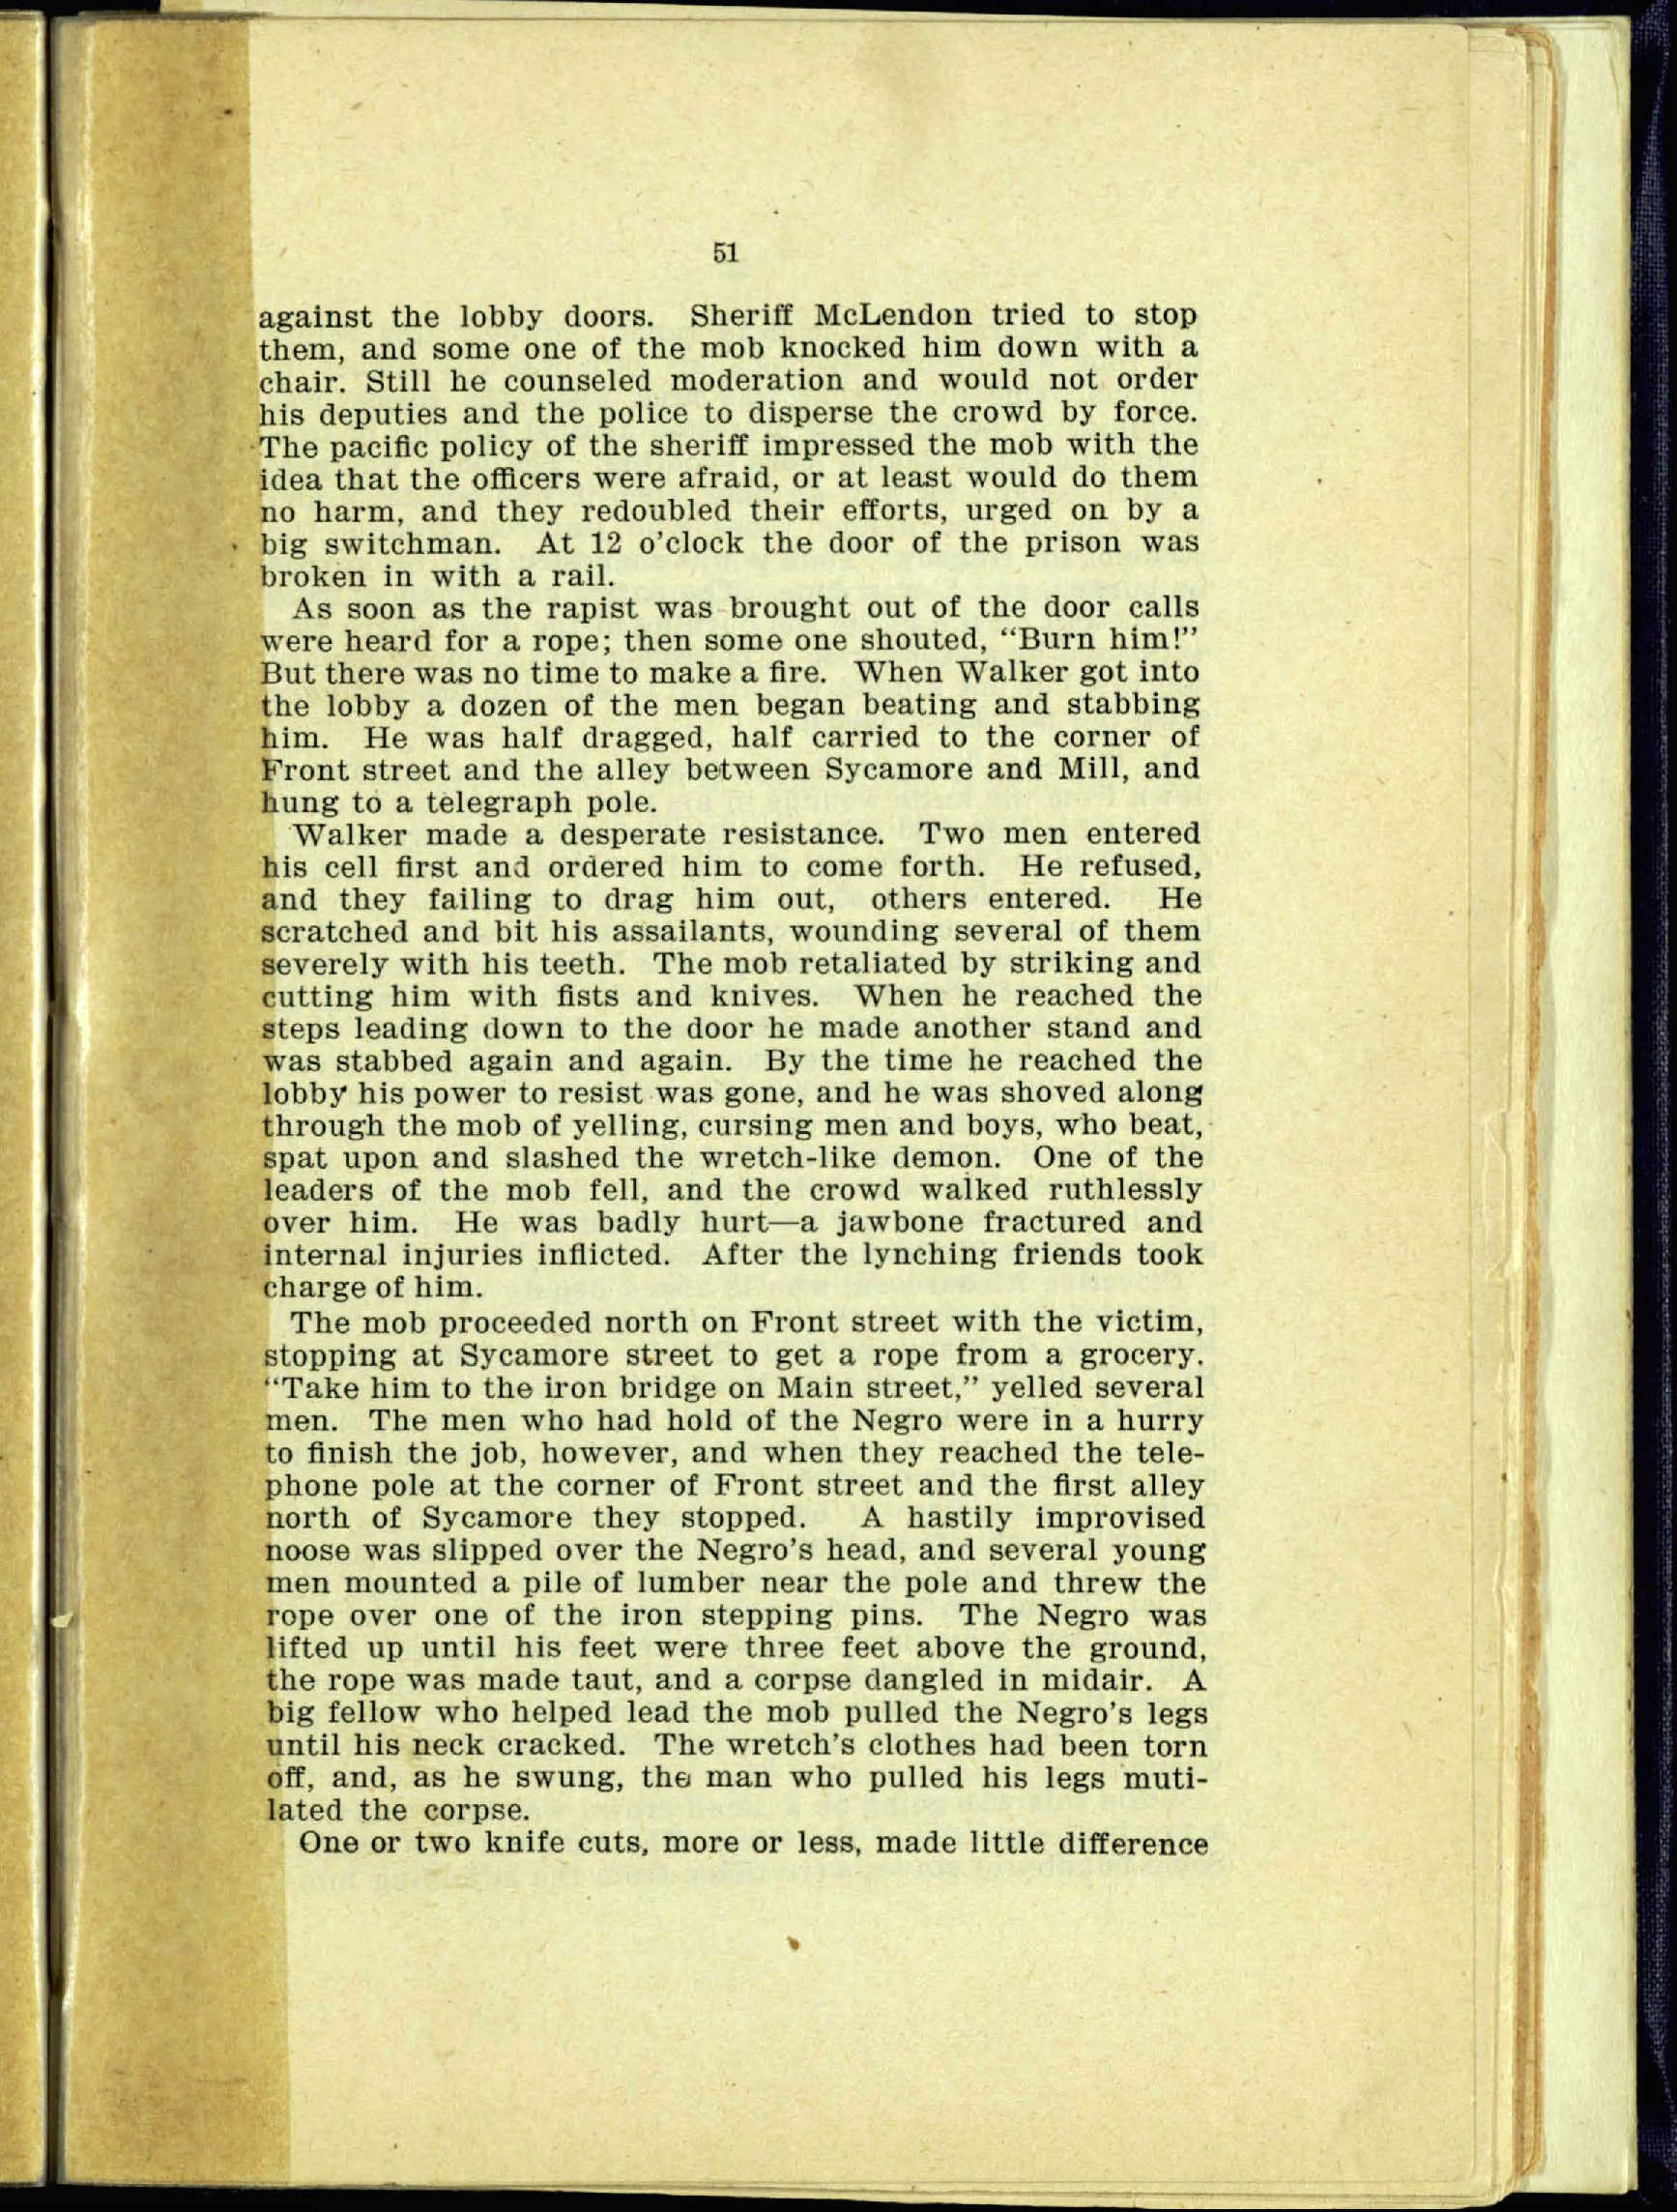 51
against the lobby doors. Sheriff McLendon tried to stop
them, and some one of the mob knocked him down with a
chair. Still he counseled moderation and would not order
his deputies and the police to disperse the crowd by force.
The pacific policy of the sheriff impressed the mob with the
idea that the officers were afraid, or at least would do them
no harm, and they redoubled their efforts, urged on by a
big switchman. At 12 o'clock the door of the prison was
broken in with a rail.
As soon as the rapist was brought out of the door calls
were heard for a rope; then some one shouted, "Burn him!"
But there was no time to make a fire. When Walker got into
the lobby a dozen of the men began beating and stabbing
him. He was half dragged, half carried to the corner of
Front street and the alley between Sycamore and Mill, and
hung to a telegraph pole.
Walker made a desperate resistance. Two men entered
his cell first and ordered him to come forth. He refused,
and they failing to drag him out, others entered. He
scratched and bit his assailants, wounding several of them
severely with his teeth. The mob retaliated by striking and
cutting him with fists and knives. When he reached the
steps leading down to the door he made another stand and
was stabbed again and again. By the time he reached the
lobby his power to resist was gone, and he was shoved along
through the mob of yelling, cursing men and boys, who beat,
spat upon and slashed the wretch-like demon. One of the
leaders of the mob fell, and the crowd walked ruthlessly
over him. He was badly hurt—a jawbone fractured and
internal injuries inflicted. After the lynching friends took
charge of him.
The mob proceeded north on Front street with the victim,
stopping at Sycamore street to get a rope from a grocery.
"Take him to the iron bridge on Main street," yelled several
men. The men who had hold of the Negro were in a hurry
to finish the job, however, and when they reached the tele-
phone pole at the corner of Front street and the first alley
north of Sycamore they stopped. A hastily improvised
noose was slipped over the Negro's head, and several young
men mounted a pile of lumber near the pole and threw the
rope over one of the iron stepping pins. The Negro was
lifted up until his feet were three feet above the ground,
the rope was made taut, and a corpse dangled in midair. A
big fellow who helped lead the mob pulled the Negro's legs
until his neck cracked. The wretch's clothes had been torn
off, and, as he swung, the man who pulled his legs muti-
lated the corpse.
One or two knife cuts, more or less, made little difference